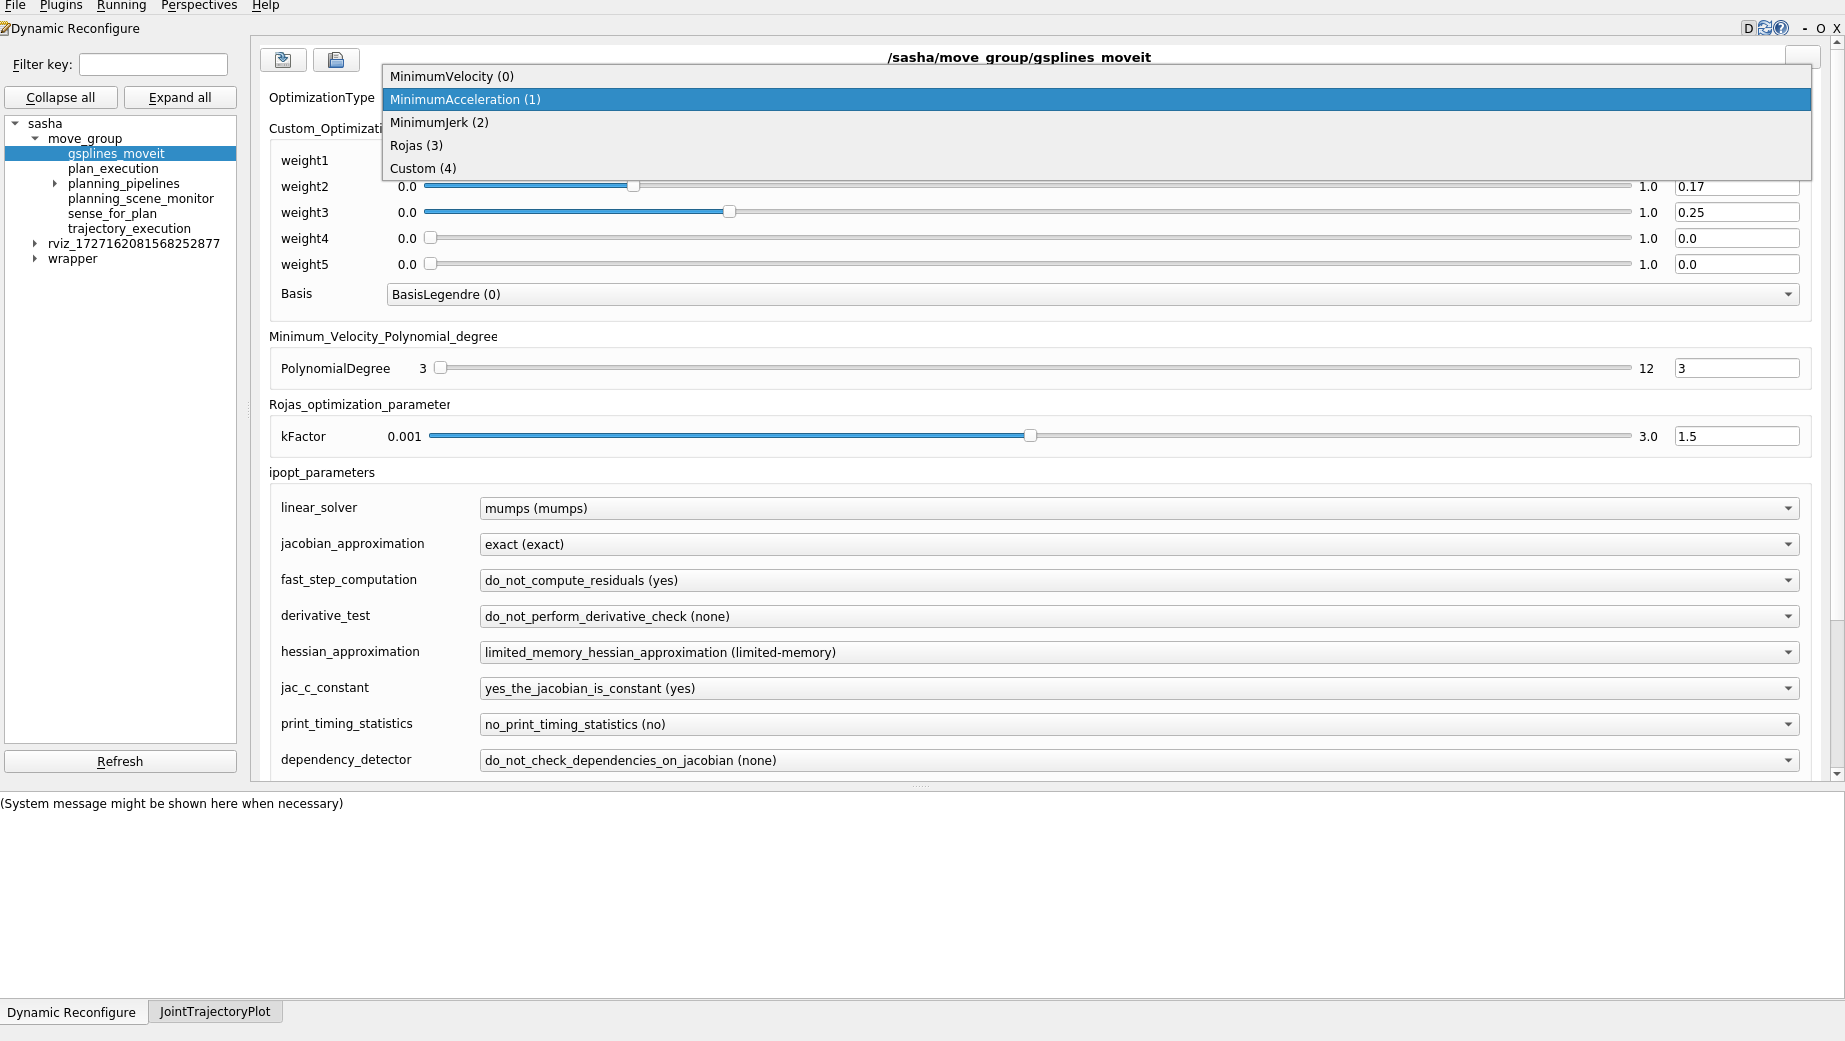 File Plugins Running Perspectives Help
Dynamic Reconfigure
D - O X
Filter key:
Collapse all Expand all
sasha
move_group
gsplines_moveit
plan_execution
planning_pipelines
planning_scene_monitor
sense_for_plan
trajectory_execution
rviz_1727162081568252877
wrapper
Refresh
/sasha/move_group/gsplines_moveit
OptimizationType
MinimumVelocity (0)
MinimumAcceleration (1)
MinimumJerk (2)
Rojas (3)
Custom (4)
Custom_Optimizati
weight1
weight2 0.0 1.0 0.17
weight3 0.0 1.0 0.25
weight4 0.0 1.0 0.0
weight5 0.0 1.0 0.0
Basis BasisLegendre (0)
Minimum_Velocity_Polynomial_degree
PolynomialDegree 3 12 3
Rojas_optimization_parameter
kFactor 0.001 3.0 1.5
ipopt_parameters
linear_solver mumps (mumps)
jacobian_approximation exact (exact)
fast_step_computation do_not_compute_residuals (yes)
derivative_test do_not_perform_derivative_check (none)
hessian_approximation limited_memory_hessian_approximation (limited-memory)
jac_c_constant yes_the_jacobian_is_constant (yes)
print_timing_statistics no_print_timing_statistics (no)
dependency_detector do_not_check_dependencies_on_jacobian (none)
(System message might be shown here when necessary)
Dynamic Reconfigure JointTrajectoryPlot